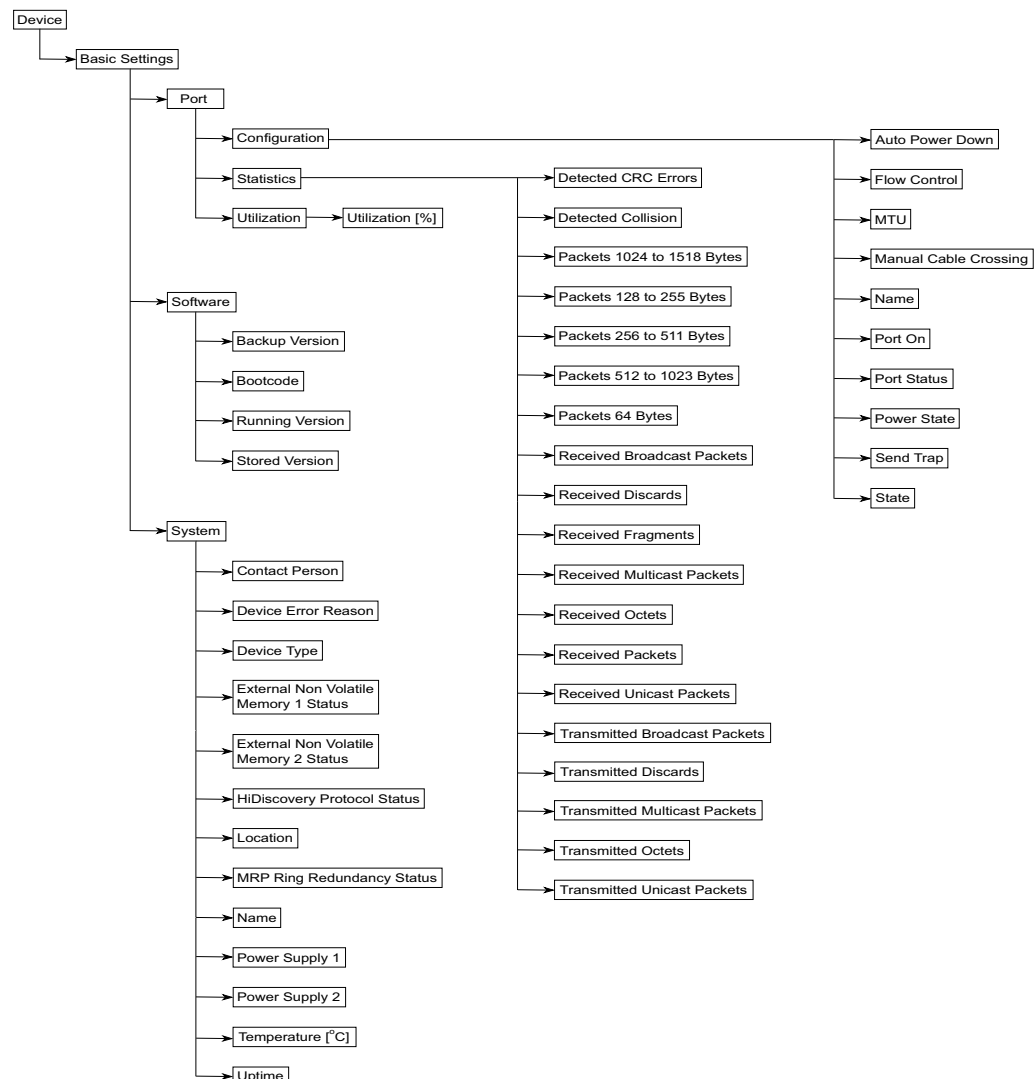 Device
Basic Settings
Port
Configuration
Statistics
Utilization
Utilization [%]
Auto Power Down
Flow Control
MTU
Manual Cable Crossing
Name
Port On
Port Status
Power State
Send Trap
State
Detected CRC Errors
Detected Collision
Packets 1024 to 1518 Bytes
Packets 128 to 255 Bytes
Packets 256 to 511 Bytes
Packets 512 to 1023 Bytes
Packets 64 Bytes
Received Broadcast Packets
Received Discards
Received Fragments
Received Multicast Packets
Received Octets
Received Packets
Received Unicast Packets
Transmitted Broadcast Packets
Transmitted Discards
Transmitted Multicast Packets
Transmitted Octets
Transmitted Unicast Packets
Software
Backup Version
Bootcode
Running Version
Stored Version
System
Contact Person
Device Error Reason
Device Type
External Non Volatile
Memory 1 Status
External Non Volatile
Memory 2 Status
HiDiscovery Protocol Status
Location
MRP Ring Redundancy Status
Name
Power Supply 1
Power Supply 2
Temperature [°C]
Uptime